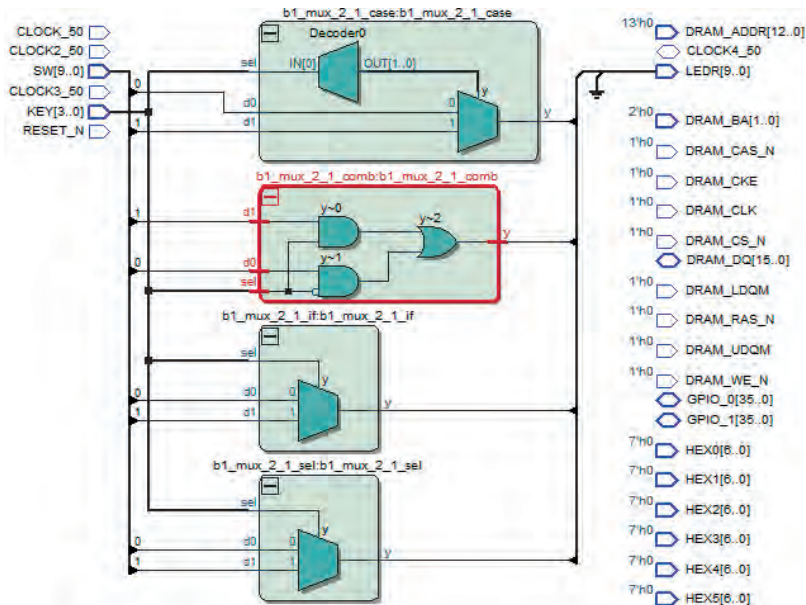 b1_mux_2_1_case:b1_mux_2_1_case
CLOCK_50
CLOCK2_50
SW[9..0]
CLOCK3_50
KEY[3..0]
RESET_N
Decoder0
sel
IN[0]
OUT[1..0]
y
0
d0
0
1
d1
1
y
b1_mux_2_1_comb:b1_mux_2_1_comb
1
d1
y~0
y~2
y
0
d0
y~1
sel
b1_mux_2_1_if:b1_mux_2_1_if
sel
y
0
d0
0
1
d1
1
y
b1_mux_2_1_sel:b1_mux_2_1_sel
sel
y
0
d0
0
1
d1
1
y
13'h0
DRAM_ADDR[12..0]
CLOCK4_50
LEDR[9..0]
2'h0
DRAM_BA[1..0]
1'h0
DRAM_CAS_N
1'h0
DRAM_CKE
1'h0
DRAM_CLK
1'h0
DRAM_CS_N
DRAM_DQ[15..0]
1'h0
DRAM_LDQM
1'h0
DRAM_RAS_N
1'h0
DRAM_UDQM
1'h0
DRAM_WE_N
GPIO_0[35..0]
GPIO_1[35..0]
7'h0
HEX0[6..0]
7'h0
HEX1[6..0]
7'h0
HEX2[6..0]
7'h0
HEX3[6..0]
7'h0
HEX4[6..0]
7'h0
HEX5[6..0]